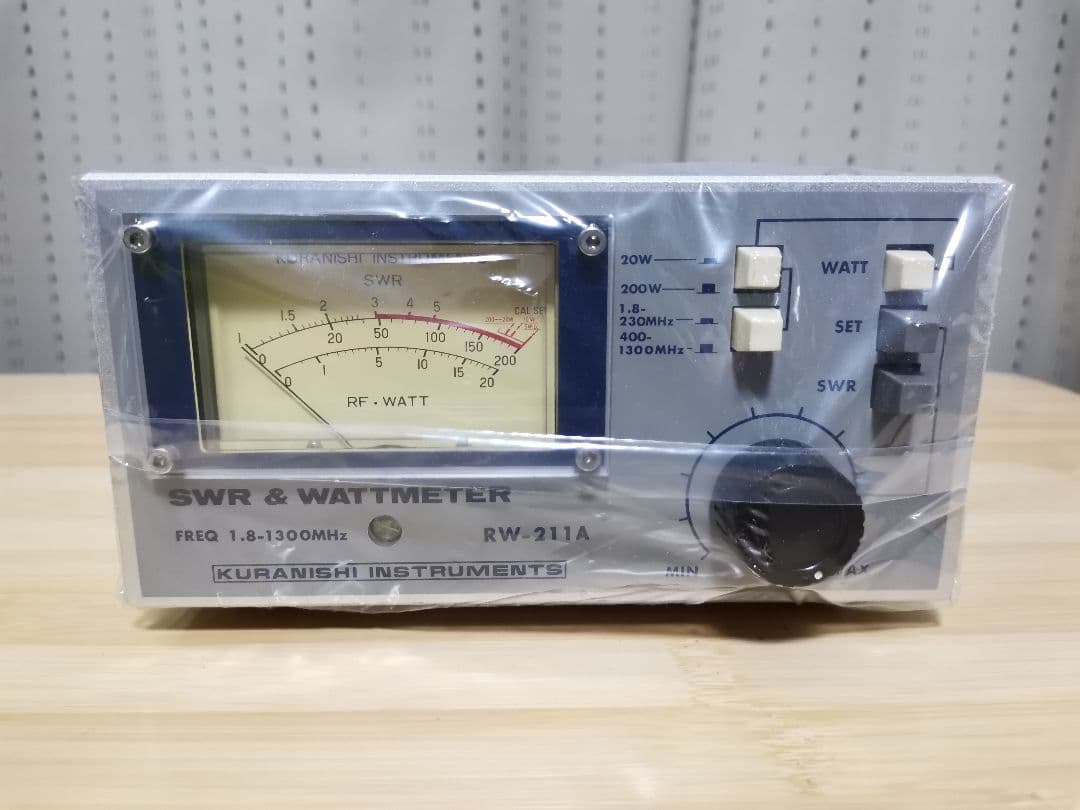 KURANISHI INSTRUMENTS
SWR
1 1.5 2 3 4 5
CAL SET
0 20 50 100 150 200
0 1 5 10 15 20
RF · WATT
20W
200W
1.8-
230MHz
400-
1300MHz
WATT
SET
SWR
MIN
MAX
SWR & WATTMETER
FREQ 1.8-1300MHz
RW-211A
KURANISHI INSTRUMENTS